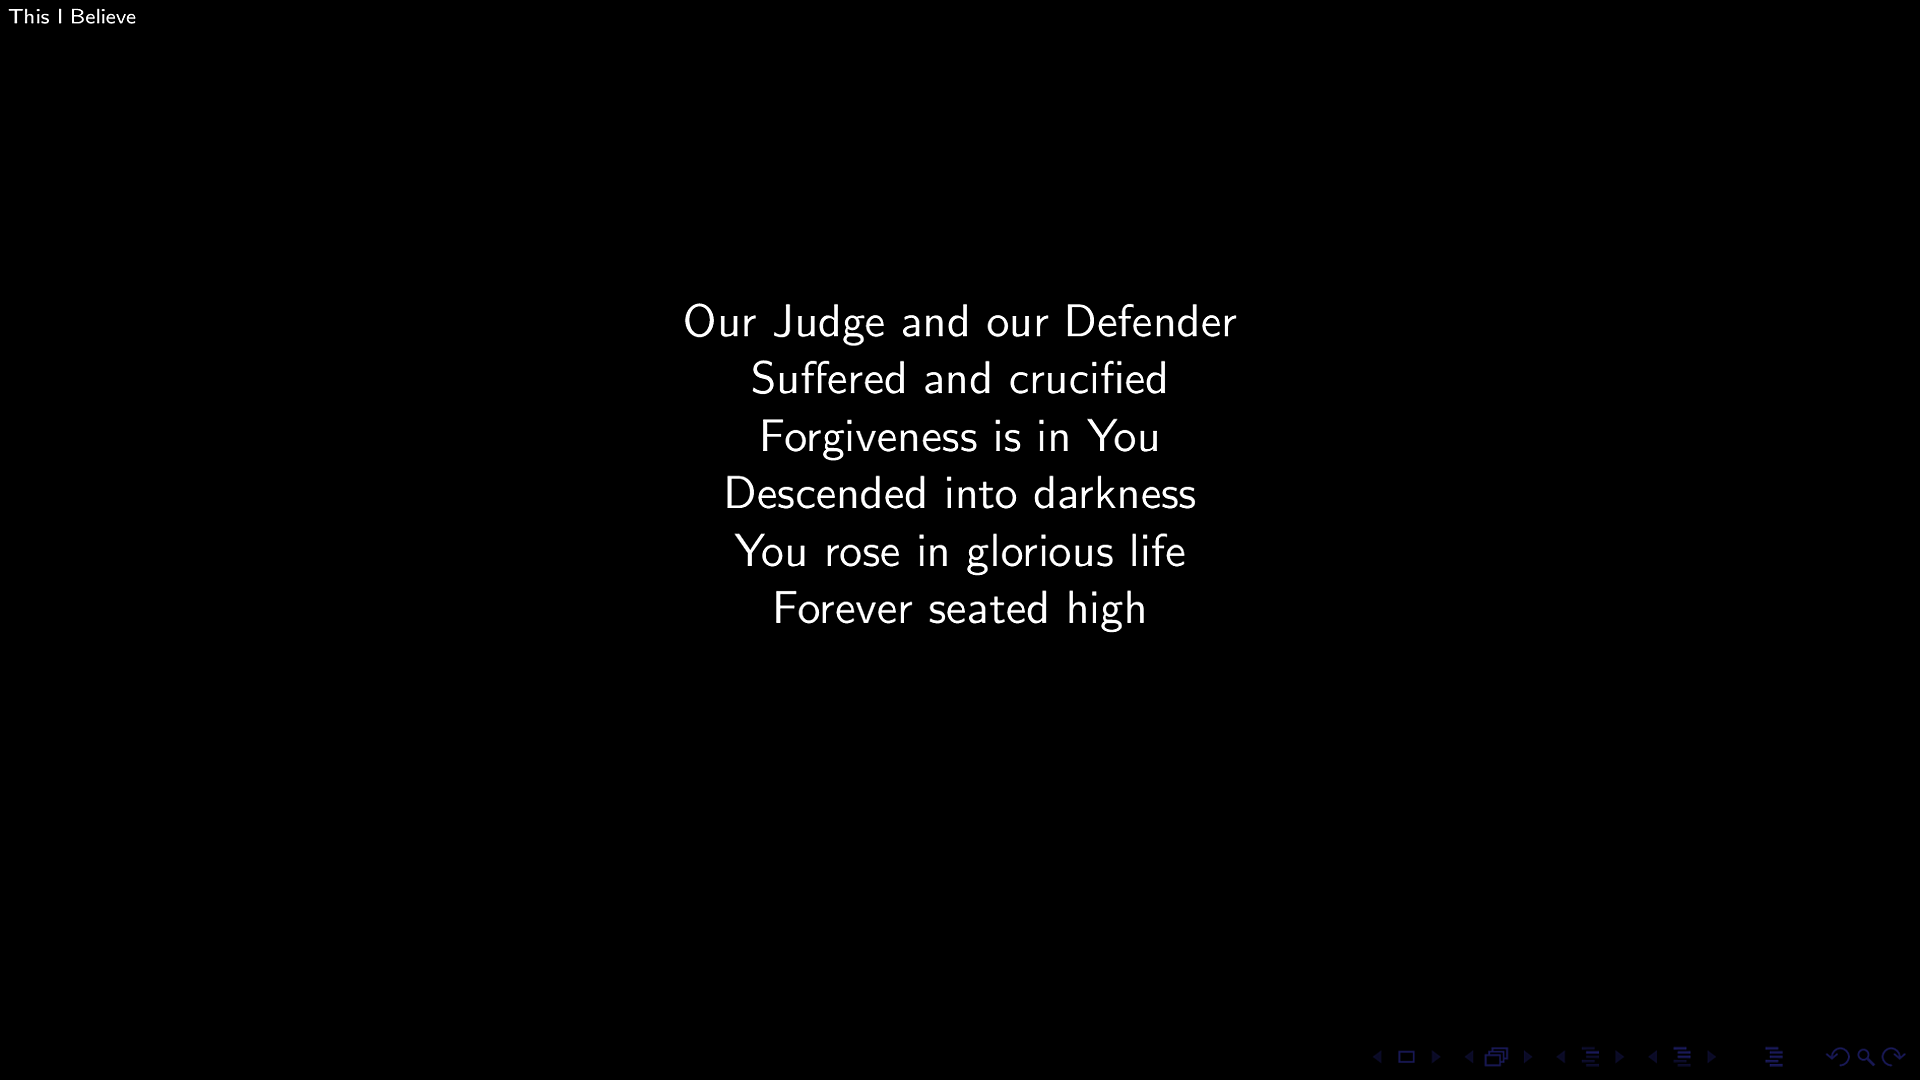 This I Believe
Our Judge and our Defender
Suffered and crucified
Forgiveness is in You
Descended into darkness
You rose in glorious life
Forever seated high